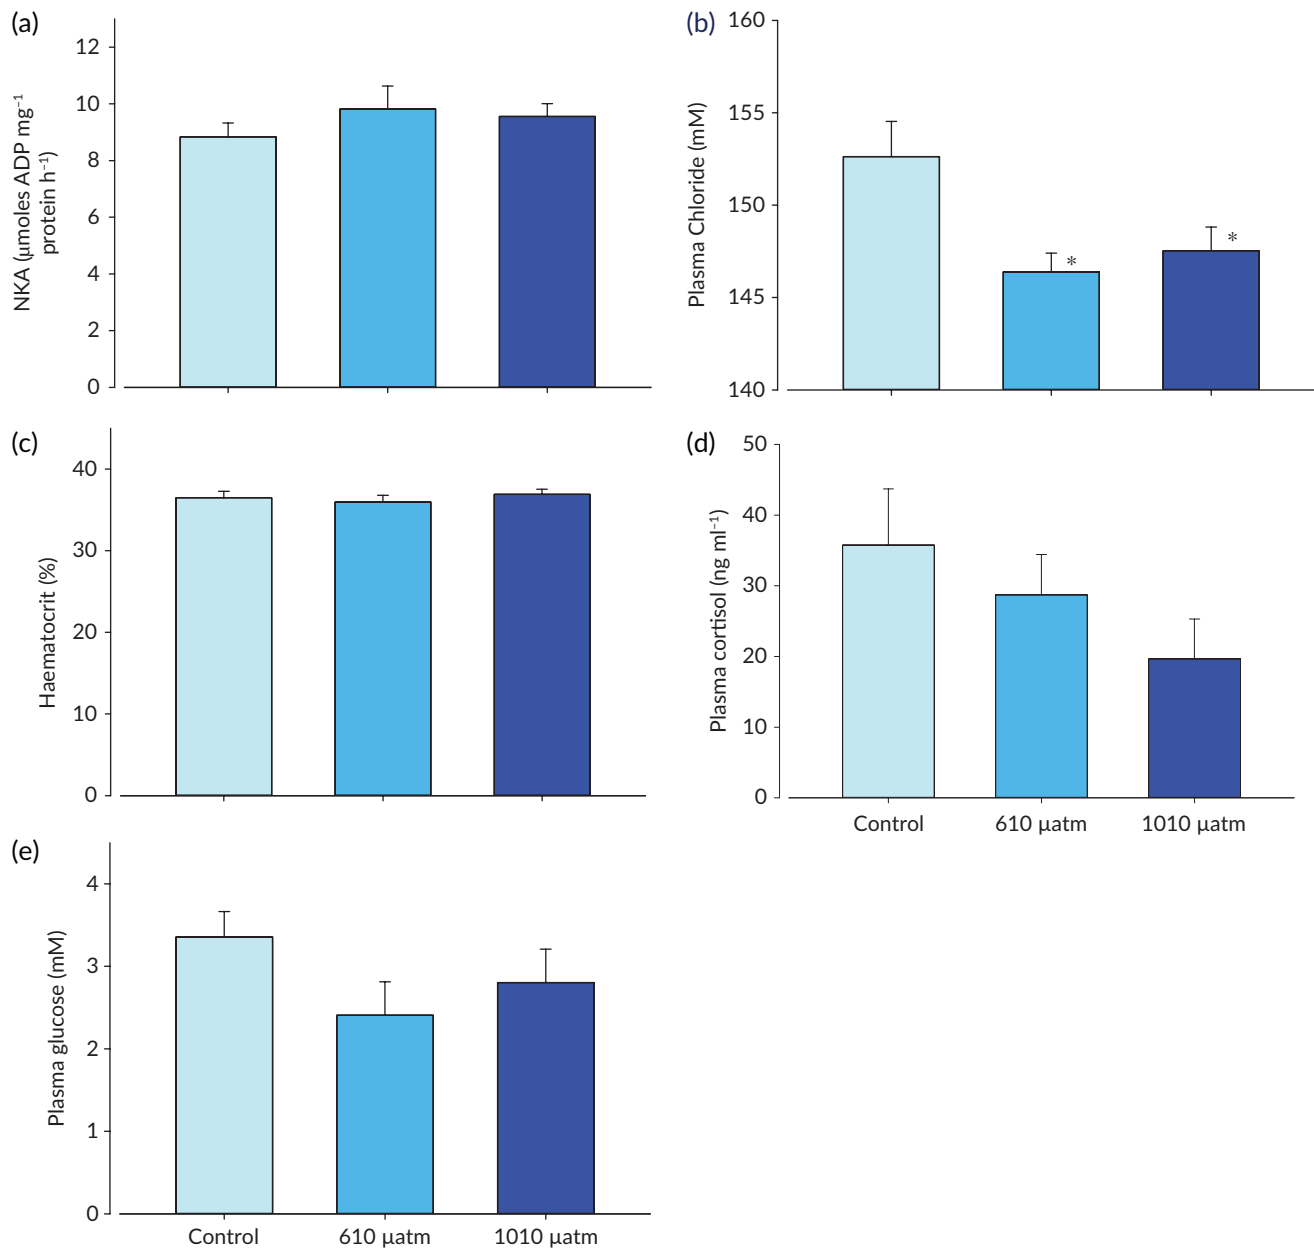 (a)
NKA (μmoles ADP mg⁻¹
protein h⁻¹)
12
10
8
6
4
2
0
(b)
Plasma Chloride (mM)
160
155
150
145
140
*
*
(c)
Haematocrit (%)
40
30
20
10
0
(d)
Plasma cortisol (ng ml⁻¹)
50
40
30
20
10
0
Control 610 μatm 1010 μatm
(e)
Plasma glucose (mM)
4
3
2
1
0
Control 610 μatm 1010 μatm